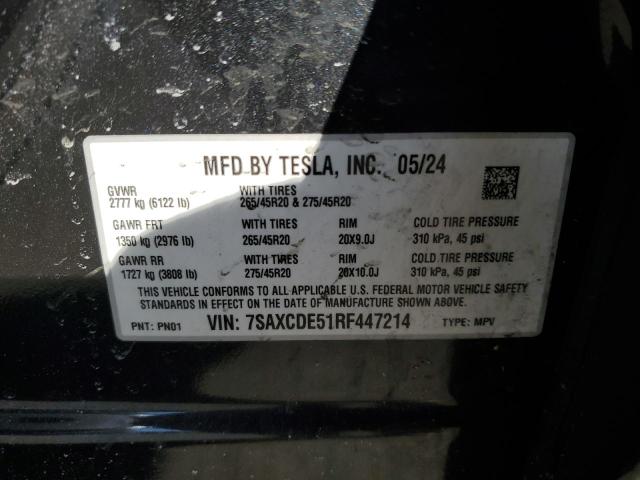 MFD BY TESLA, INC. 05/24
GVWR WITH TIRES
2777 kg (6122 lb) 265/45R20 & 275/45R20
GAWR FRT WITH TIRES RIM COLD TIRE PRESSURE
1350 kg (2976 lb) 265/45R20 20X9.0J 310 kPa, 45 psi
GAWR RR WITH TIRES RIM COLD TIRE PRESSURE
1727 kg (3808 lb) 275/45R20 20X10.0J 310 kPa, 45 psi
THIS VEHICLE CONFORMS TO ALL APPLICABLE U.S. FEDERAL MOTOR VEHICLE SAFETY
STANDARDS IN EFFECT ON THE DATE OF MANUFACTURE SHOWN ABOVE.
PNT: PN01 VIN: 7SAXCDE51RF447214 TYPE: MPV